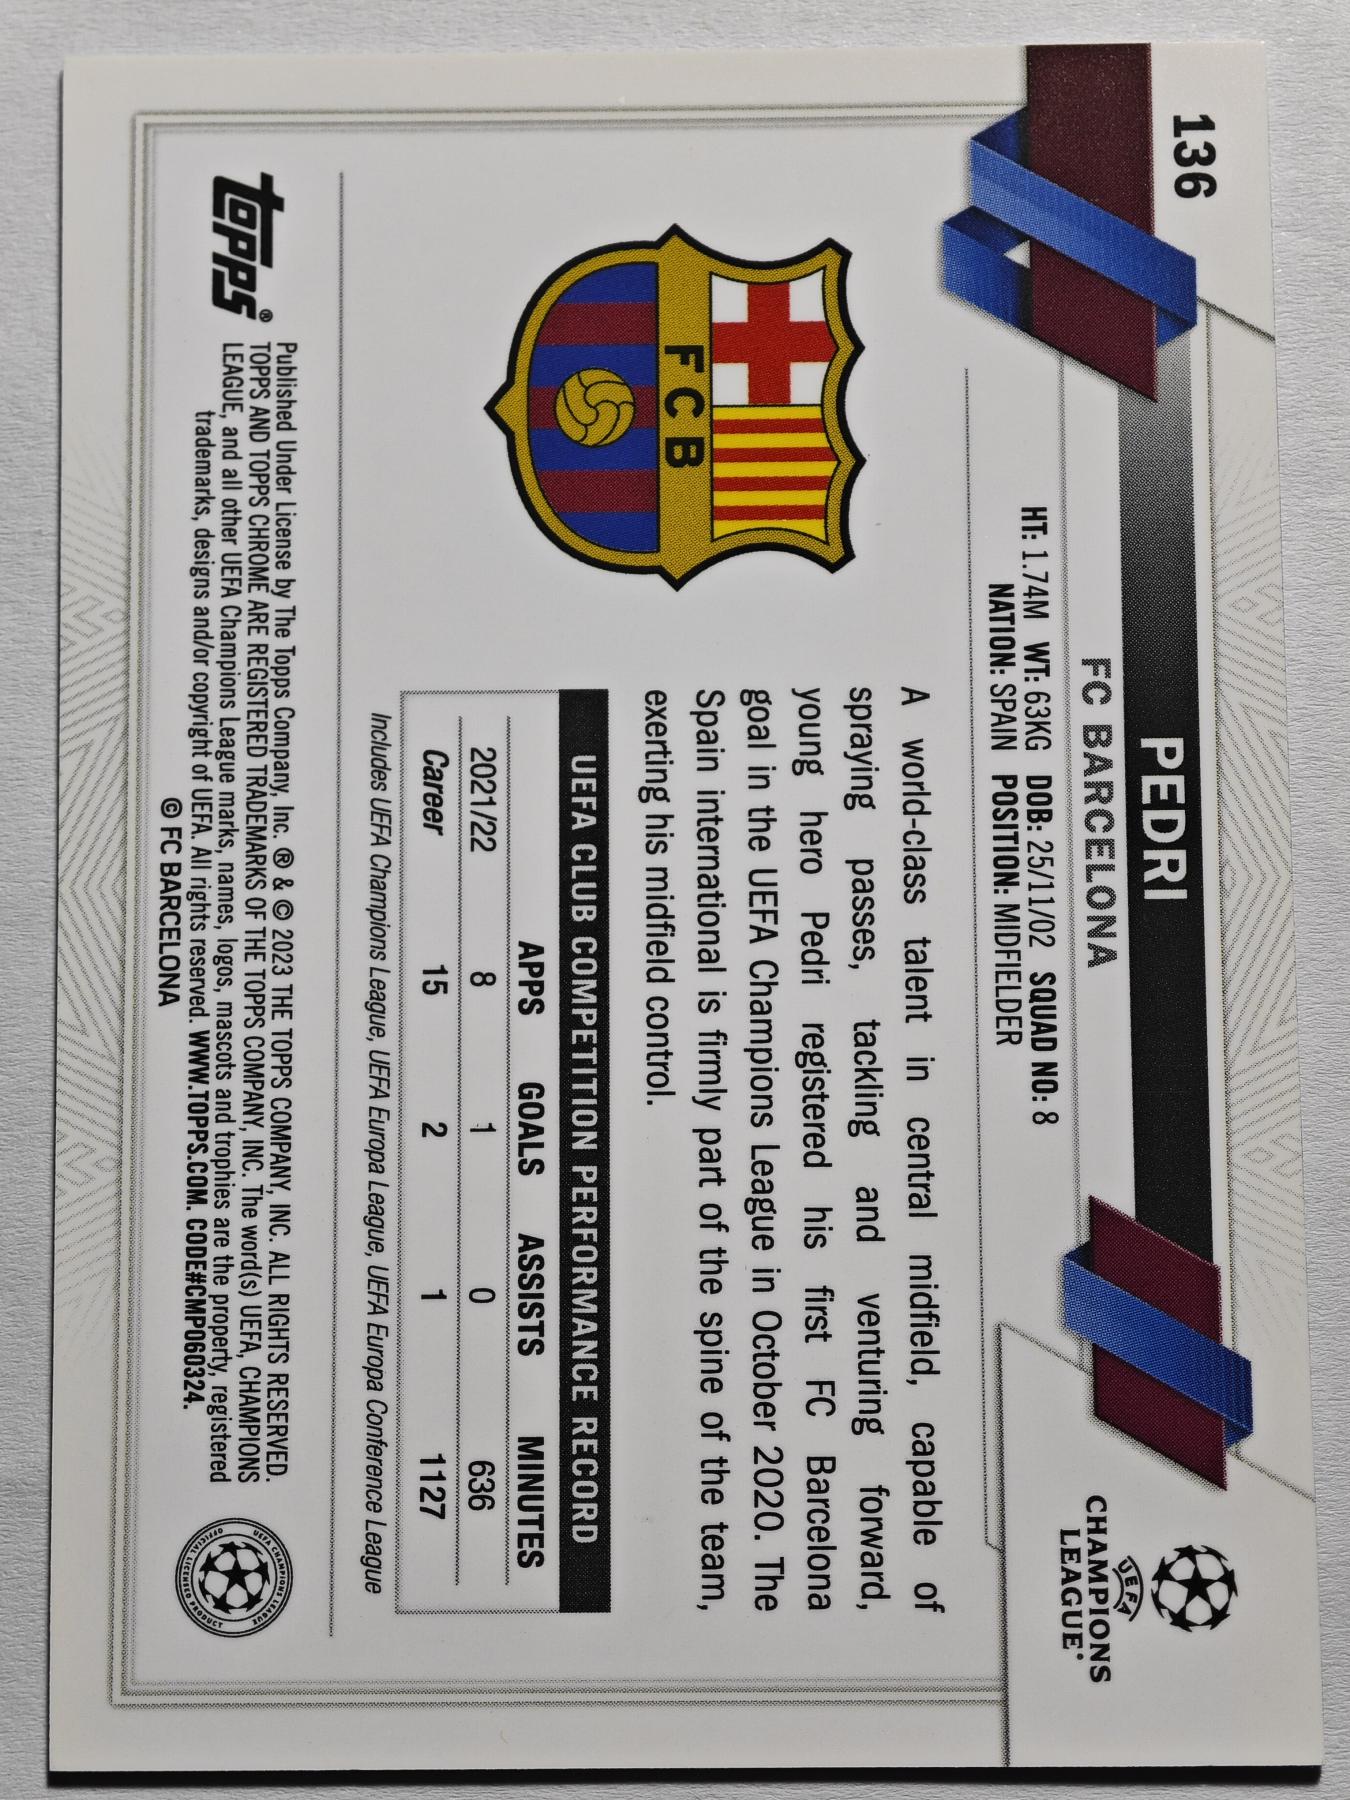 136
PEDRI
FC BARCELONA
UEFA
CHAMPIONS
LEAGUE
HT: 1.74M WT: 63KG DOB: 25/11/02 SQUAD NO: 8
NATION: SPAIN POSITION: MIDFIELDER
FCB
A world-class talent in central midfield, capable of
spraying passes, tackling and venturing forward,
young hero Pedri registered his first FC Barcelona
goal in the UEFA Champions League in October 2020. The
Spain international is firmly part of the spine of the team,
exerting his midfield control.
UEFA CLUB COMPETITION PERFORMANCE RECORD
APPS GOALS ASSISTS MINUTES
2021/22 8 1 0 636
Career 15 2 1 1127
Includes UEFA Champions League, UEFA Europa League, UEFA Europa Conference League
Topps®
Published Under License by The Topps Company, Inc. ® & © 2023 THE TOPPS COMPANY, INC. ALL RIGHTS RESERVED.
TOPPS AND TOPPS CHROME ARE REGISTERED TRADEMARKS OF THE TOPPS COMPANY, INC. The word(s) UEFA, CHAMPIONS
LEAGUE, and all other UEFA Champions League marks, names, logos, mascots and trophies are the property, registered
trademarks, designs and/or copyright of UEFA. All rights reserved. WWW.TOPPS.COM. CODE#CMP060324.
© FC BARCELONA
UEFA CHAMPIONS LEAGUE
OFFICIAL LICENSED PRODUCT